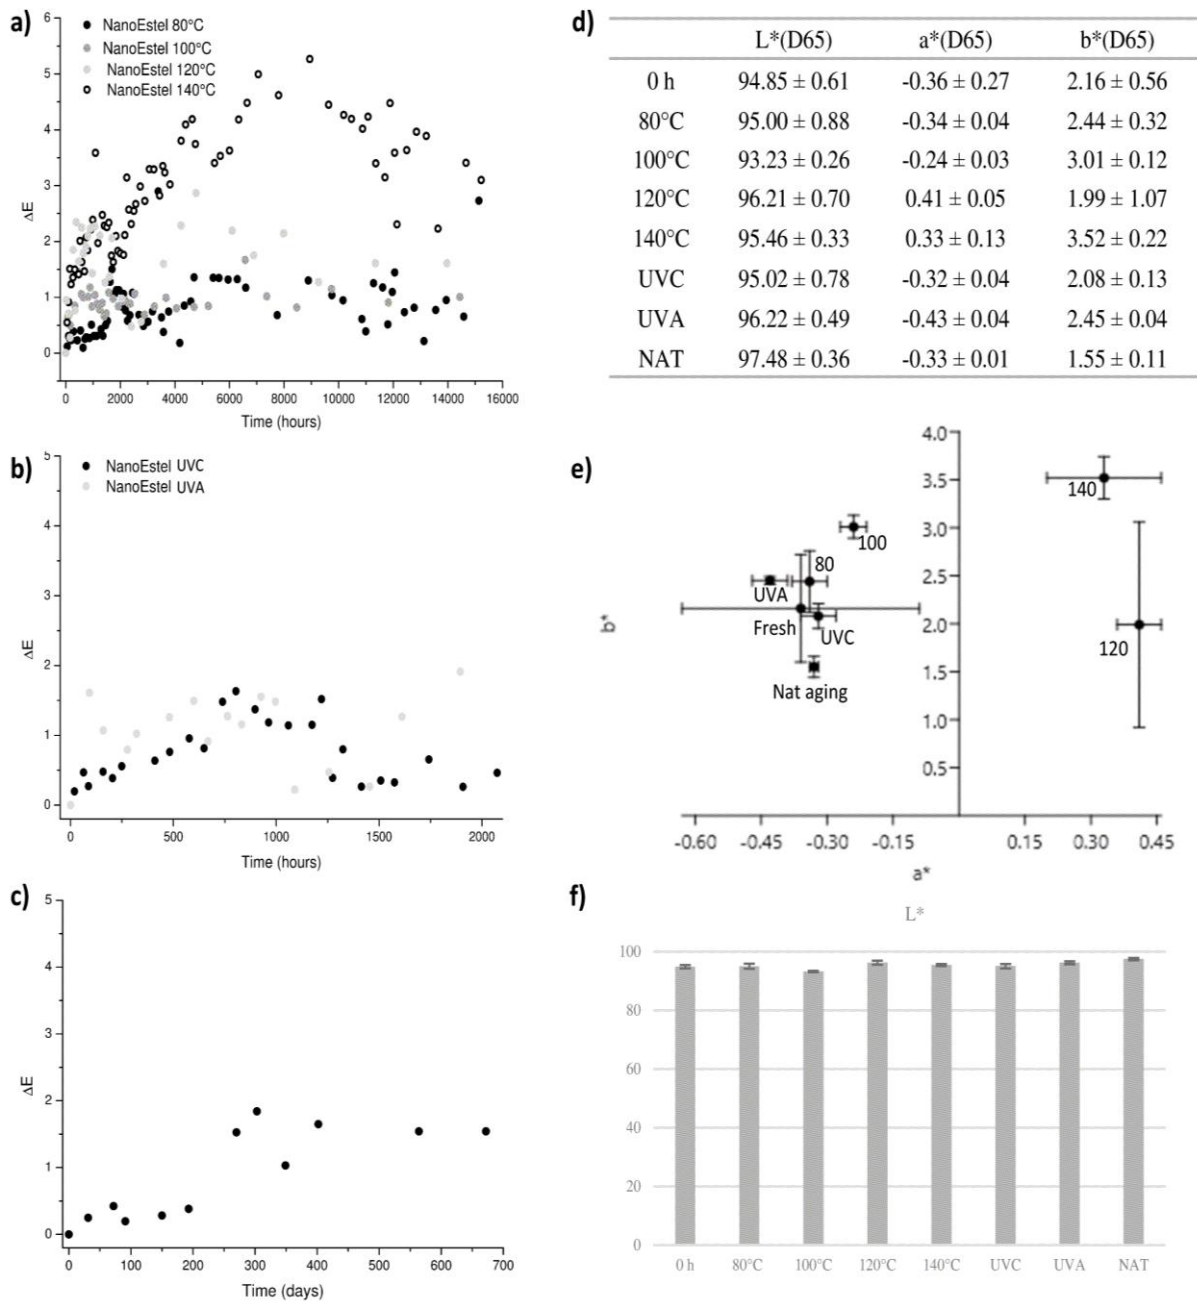 a)
NanoEstel 80°C
NanoEstel 100°C
NanoEstel 120°C
NanoEstel 140°C
6
5
4
3
2
1
0
ΔE
0 2000 4000 6000 8000 10000 12000 14000 16000
Time (hours)
b)
NanoEstel UVC
NanoEstel UVA
5
4
3
2
1
0
ΔE
0 500 1000 1500 2000
Time (hours)
c)
5
4
3
2
1
0
ΔE
0 100 200 300 400 500 600 700
Time (days)
d)
L*(D65) a*(D65) b*(D65)
0 h 94.85 ± 0.61 -0.36 ± 0.27 2.16 ± 0.56
80°C 95.00 ± 0.88 -0.34 ± 0.04 2.44 ± 0.32
100°C 93.23 ± 0.26 -0.24 ± 0.03 3.01 ± 0.12
120°C 96.21 ± 0.70 0.41 ± 0.05 1.99 ± 1.07
140°C 95.46 ± 0.33 0.33 ± 0.13 3.52 ± 0.22
UVC 95.02 ± 0.78 -0.32 ± 0.04 2.08 ± 0.13
UVA 96.22 ± 0.49 -0.43 ± 0.04 2.45 ± 0.04
NAT 97.48 ± 0.36 -0.33 ± 0.01 1.55 ± 0.11
e)
4.0
3.5
3.0
2.5
2.0
1.5
1.0
0.5
b*
140
100
80
UVA
Fresh
UVC
120
Nat aging
-0.60 -0.45 -0.30 -0.15 0.15 0.30 0.45
a*
f)
L*
100
80
60
40
20
0
0 h 80°C 100°C 120°C 140°C UVC UVA NAT